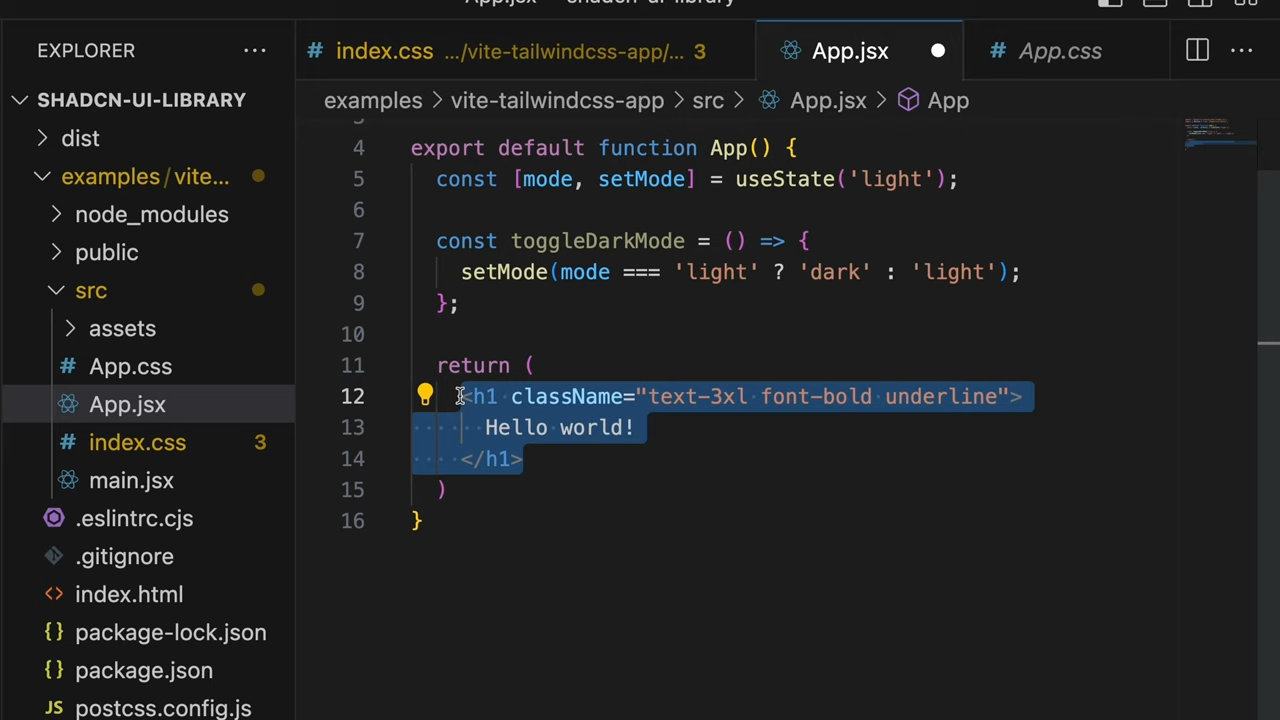 App.jsx — shadcn-ui-library
EXPLORER
SHADCN-UI-LIBRARY
dist
examples/vite...
node_modules
public
src
assets
App.css
App.jsx
index.css 3
main.jsx
.eslintrc.cjs
.gitignore
index.html
package-lock.json
package.json
postcss.config.js
index.css .../vite-tailwindcss-app/... 3
App.jsx
App.css
examples > vite-tailwindcss-app > src > App.jsx > App
4 export default function App() {
5 const [mode, setMode] = useState('light');
6
7 const toggleDarkMode = () => {
8 setMode(mode === 'light' ? 'dark' : 'light');
9 };
10
11 return (
12 <h1 className="text-3xl font-bold underline">
13 Hello world!
14 </h1>
15 )
16 }